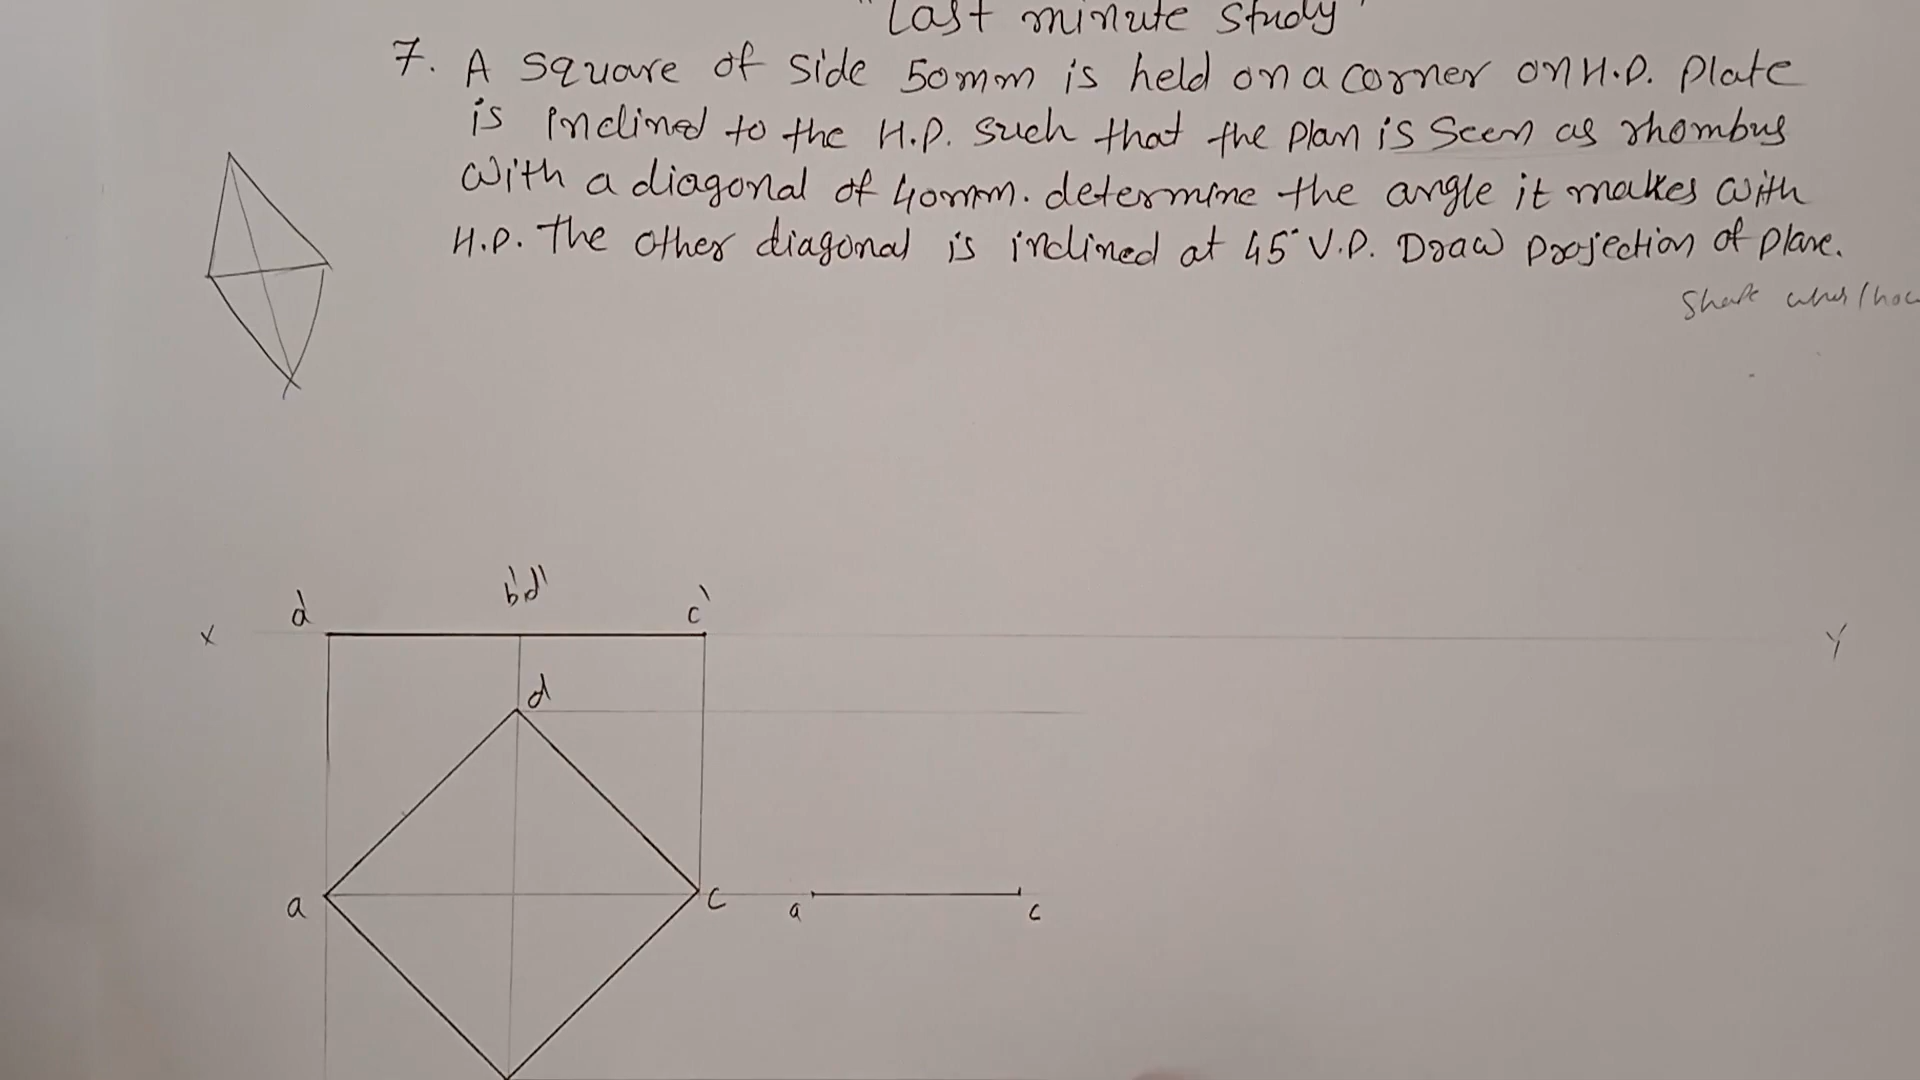 "Last minute study"
7. A square of side 50mm is held on a corner on H.P. Plate
is inclined to the H.P. such that the plan is seen as rhombus
with a diagonal of 40mm. determine the angle it makes with
H.P. The other diagonal is inclined at 45° V.P. Draw projection of plane.
b'd'
a'
c'
X
Y
d
a
c
a
c